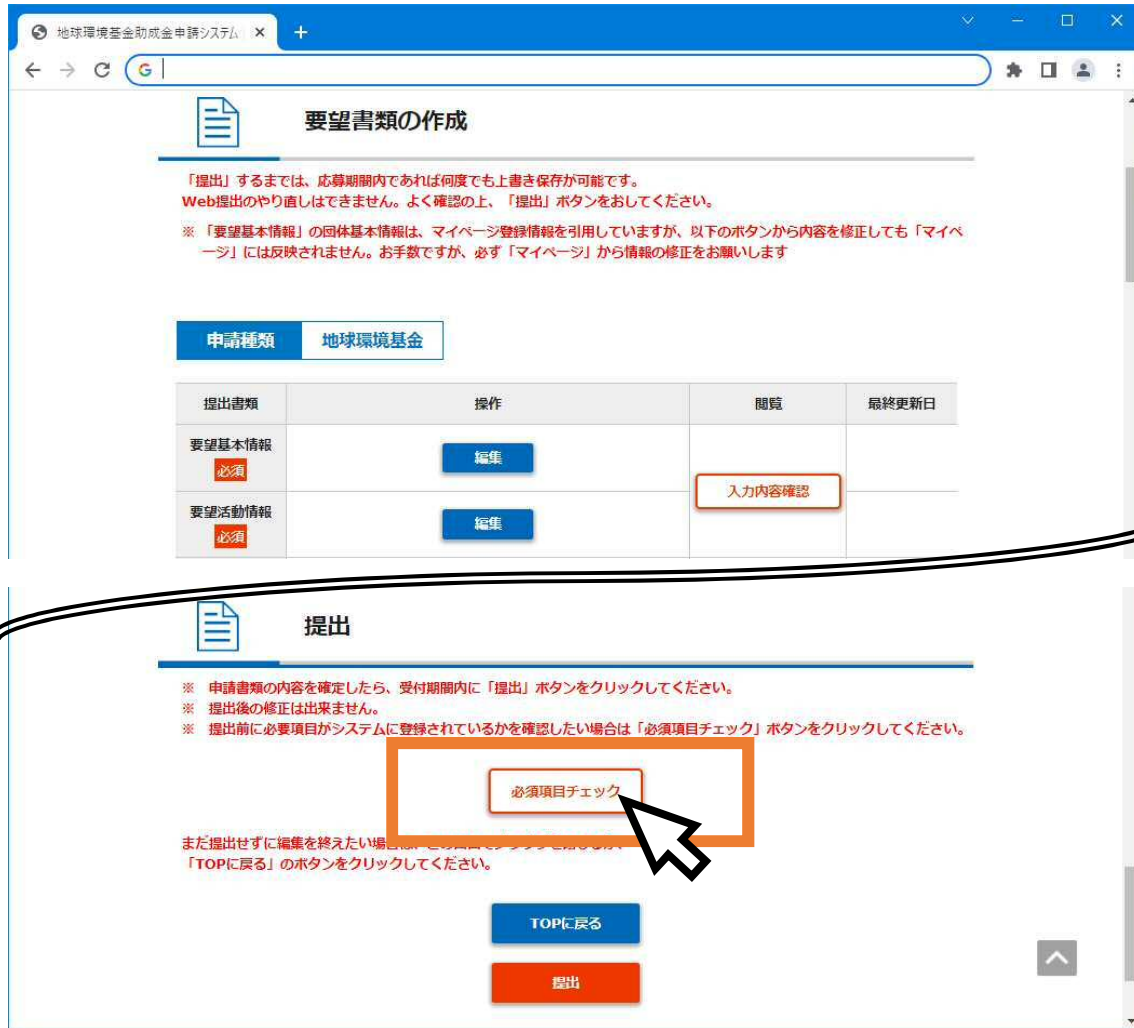 地球環境基金助成金申請システム
要望書類の作成
「提出」するまでは、応募期間内であれば何度でも上書き保存が可能です。
Web提出のやり直しはできません。よく確認の上、「提出」ボタンをおしてください。
※ 「要望基本情報」の団体基本情報は、マイページ登録情報を引用していますが、以下のボタンから内容を修正しても「マイペ
ージ」には反映されません。お手数ですが、必ず「マイページ」から情報の修正をお願いします
申請種類 地球環境基金
提出書類 操作 閲覧 最終更新日
要望基本情報
必須 編集
入力内容確認
要望活動情報
必須 編集
提出
※ 申請書類の内容を確定したら、受付期間内に「提出」ボタンをクリックしてください。
※ 提出後の修正は出来ません。
※ 提出前に必要項目がシステムに登録されているかを確認したい場合は「必須項目チェック」ボタンをクリックしてください。
必須項目チェック
まだ提出せずに編集を終えたい場合
「TOPに戻る」のボタンをクリックしてください。
TOPに戻る
提出